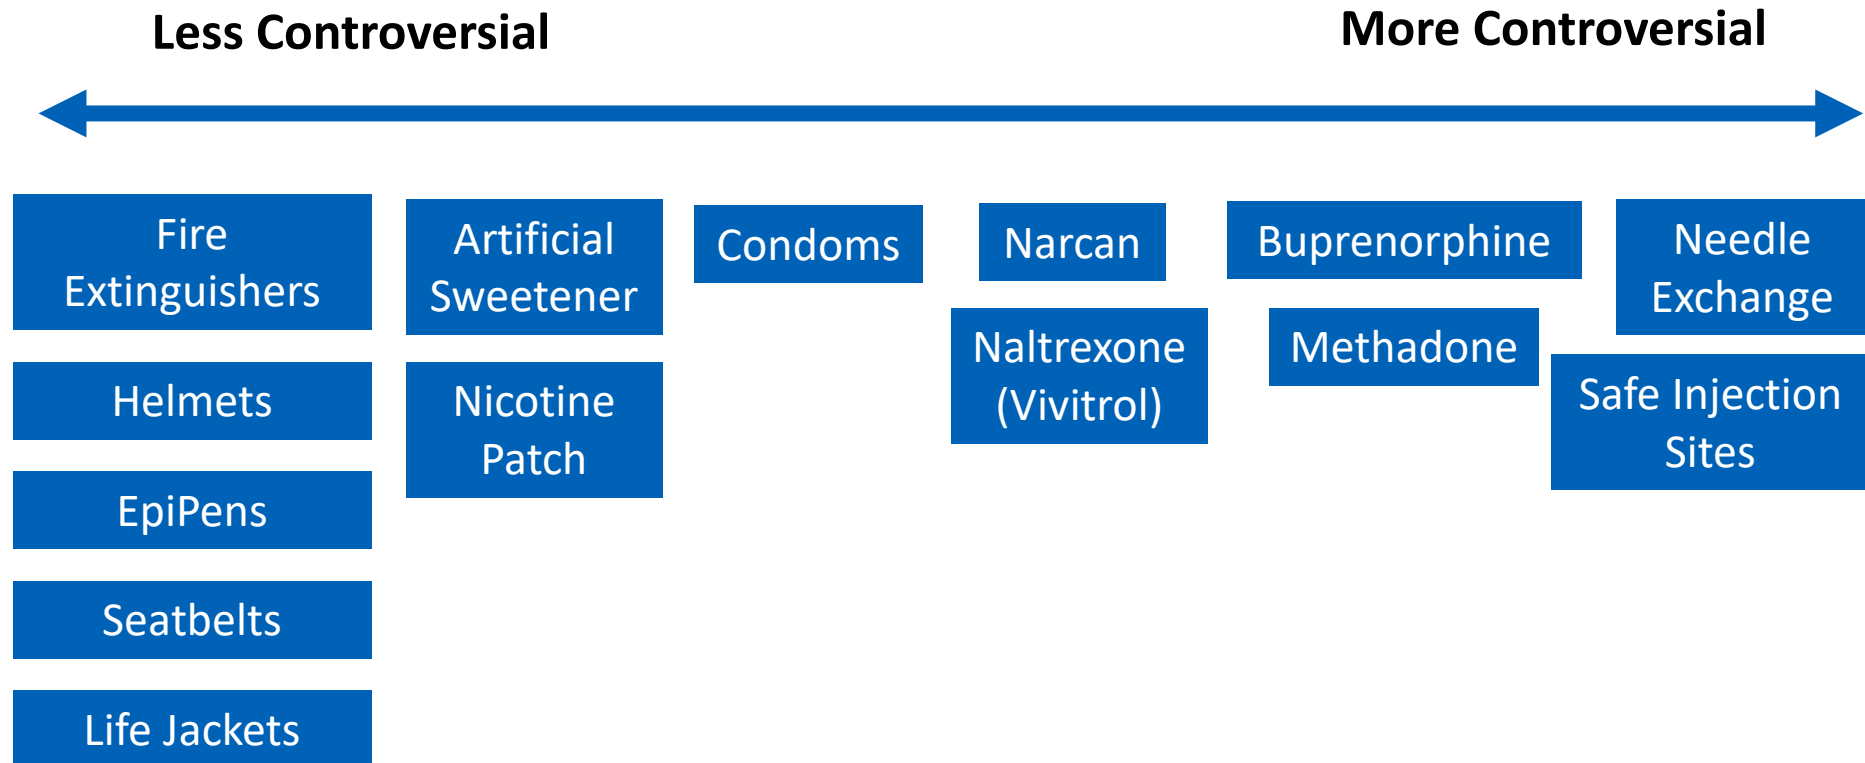 Less Controversial
More Controversial
Fire
Extinguishers
Helmets
EpiPens
Seatbelts
Life Jackets
Artificial
Sweetener
Nicotine
Patch
Condoms
Narcan
Naltrexone
(Vivitrol)
Buprenorphine
Methadone
Needle
Exchange
Safe Injection
Sites